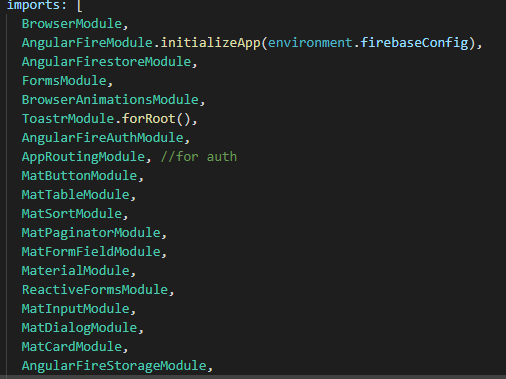 imports: [
BrowserModule,
AngularFireModule.initializeApp(environment.firebaseConfig),
AngularFirestoreModule,
FormsModule,
BrowserAnimationsModule,
ToastrModule.forRoot(),
AngularFireAuthModule,
AppRoutingModule, //for auth
MatButtonModule,
MatTableModule,
MatSortModule,
MatPaginatorModule,
MatFormFieldModule,
MaterialModule,
ReactiveFormsModule,
MatInputModule,
MatDialogModule,
MatCardModule,
AngularFireStorageModule,